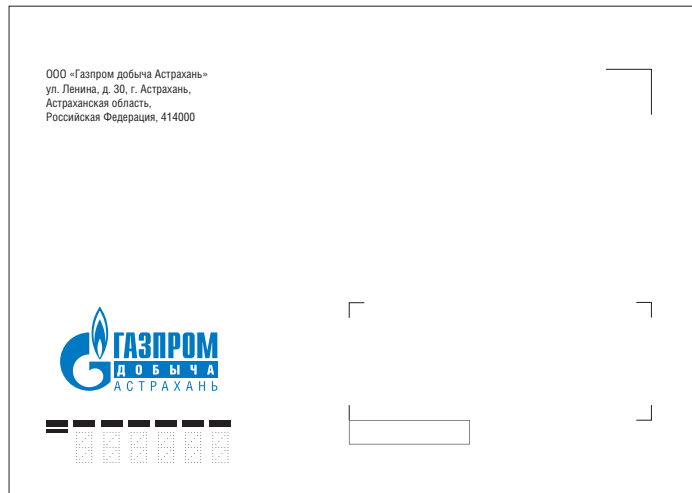 ООО «Газпром добыча Астрахань»
ул. Ленина, д. 30, г. Астрахань,
Астраханская область,
Российская Федерация, 414000
ГАЗПРОМ
ДОБЫЧА
АСТРАХАНЬ